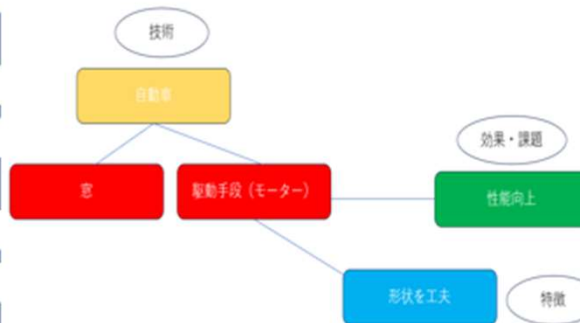 技術
自動車
窓
駆動手段（モーター）
効果・課題
性能向上
形状を工夫
特徴